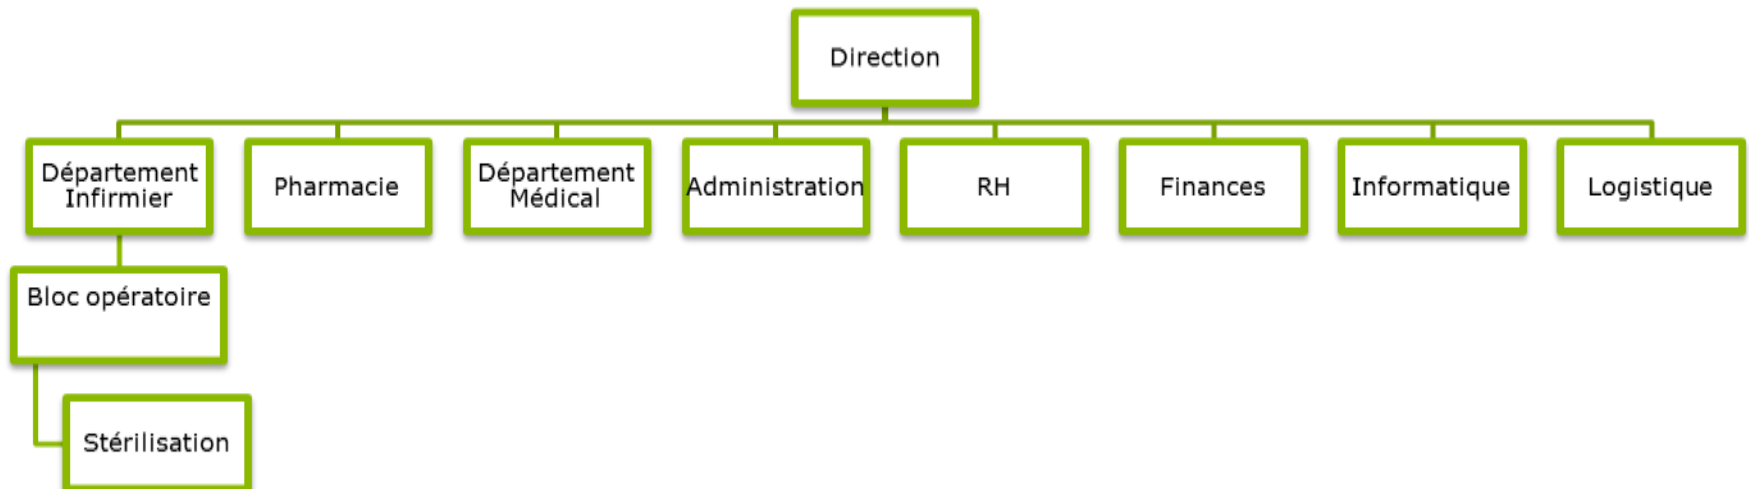 Direction
Département
Infirmier
Pharmacie
Département
Médical
Administration
RH
Finances
Informatique
Logistique
Bloc opératoire
Stérilisation